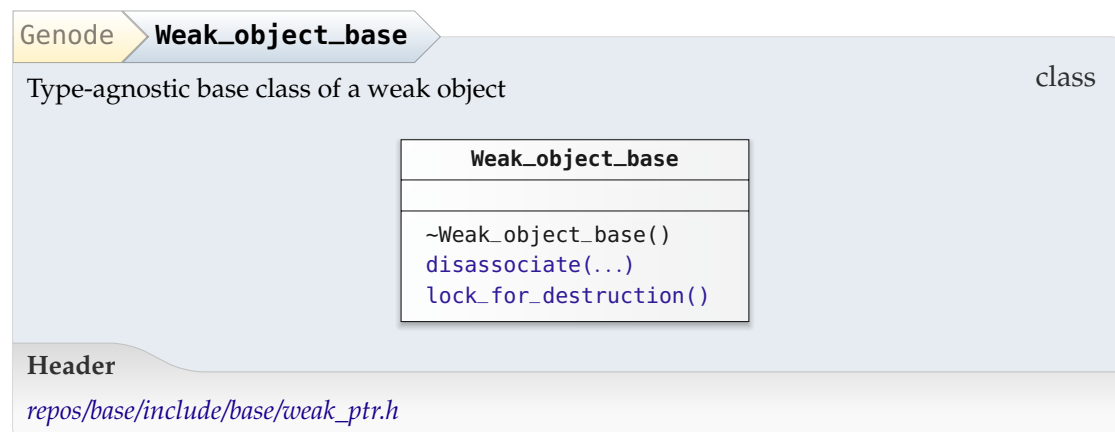 Genode Weak_object_base
Type-agnostic base class of a weak object
class
Weak_object_base
~Weak_object_base()
disassociate(...)
lock_for_destruction()
Header
repos/base/include/base/weak_ptr.h